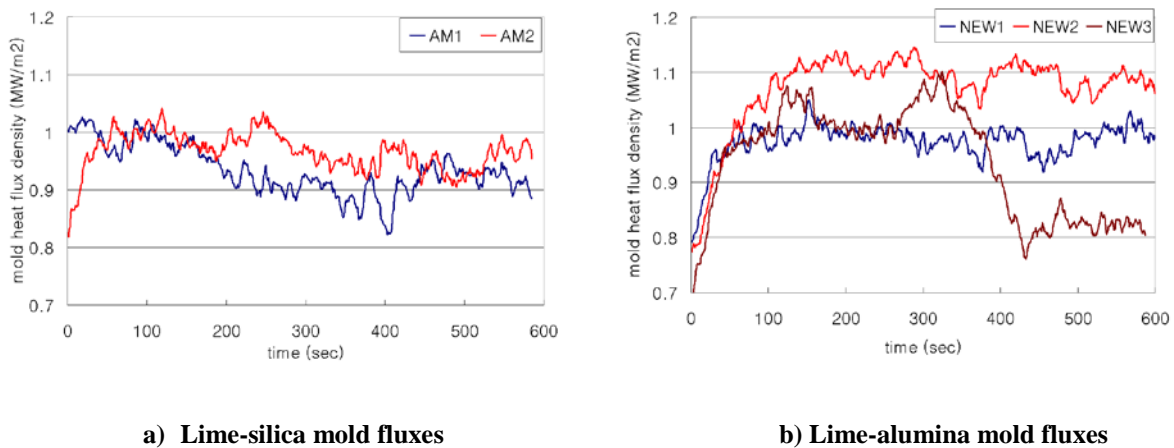 1.2
1.1
1
0.9
0.8
0.7
mold heat flux density (MW/m2)
AM1 AM2
0 100 200 300 400 500 600
time (sec)
a) Lime-silica mold fluxes
1.2
1.1
1
0.9
0.8
0.7
mold heat flux density (MW/m2)
NEW1 NEW2 NEW3
0 100 200 300 400 500 600
time (sec)
b) Lime-alumina mold fluxes